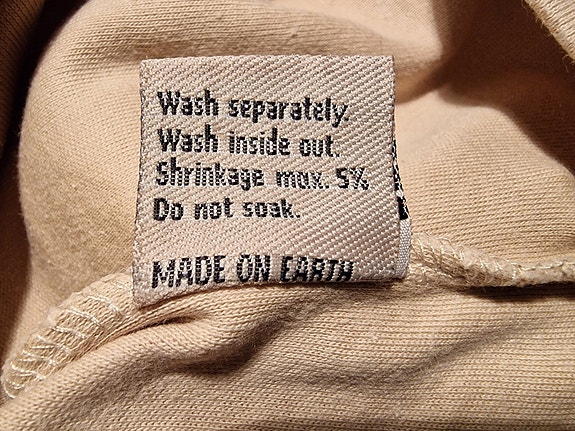 Wash separately.
Wash inside out.
Shrinkage max. 5%
Do not soak.
MADE ON EARTH